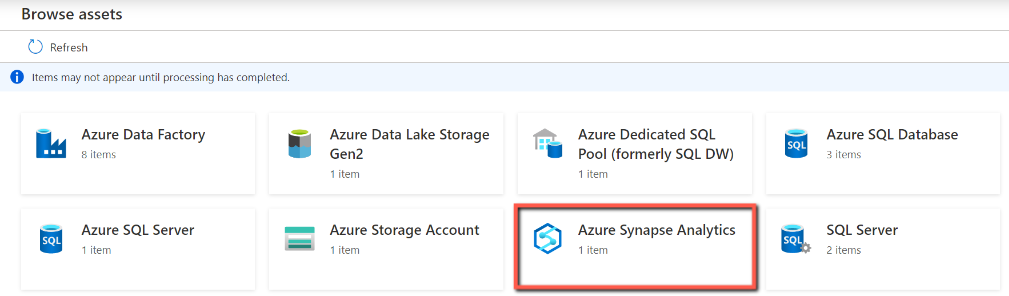 Browse assets
Refresh
Items may not appear until processing has completed.
Azure Data Factory
8 items
Azure Data Lake Storage
Gen2
1 item
Azure Dedicated SQL
Pool (formerly SQL DW)
1 item
SQL
Azure SQL Database
3 items
SQL
Azure SQL Server
1 item
Azure Storage Account
1 item
Azure Synapse Analytics
1 item
SQL
SQL Server
2 items